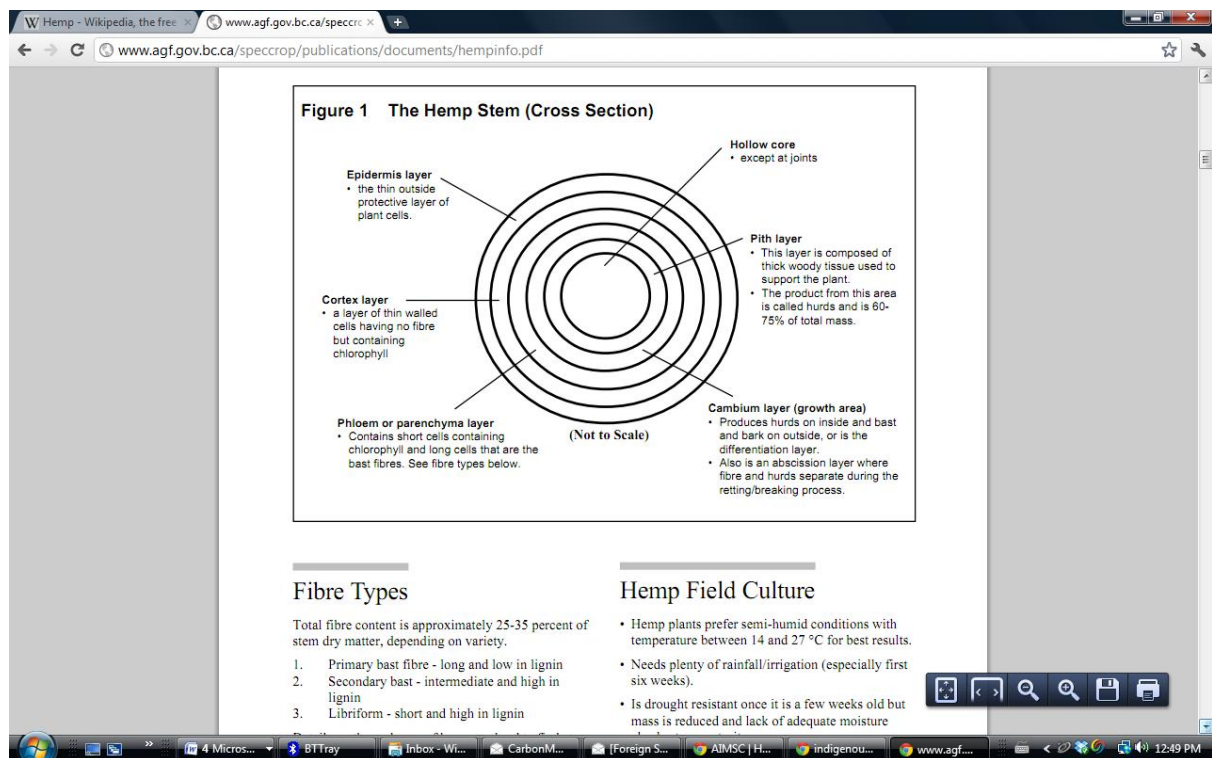 Hemp - Wikipedia, the free
www.agf.gov.bc.ca/speccro
www.agf.gov.bc.ca/speccrop/publications/documents/hempinfo.pdf
Figure 1 The Hemp Stem (Cross Section)
Hollow core
• except at joints
Epidermis layer
• the thin outside
protective layer of
plant cells.
Pith layer
• This layer is composed of
thick woody tissue used to
support the plant.
• The product from this area
is called hurds and is 60-
75% of total mass.
Cortex layer
• a layer of thin walled
cells having no fibre
but containing
chlorophyll
Phloem or parenchyma layer
• Contains short cells containing
chlorophyll and long cells that are the
bast fibres. See fibre types below.
(Not to Scale)
Cambium layer (growth area)
• Produces hurds on inside and bast
and bark on outside, or is the
differentiation layer.
• Also is an abscission layer where
fibre and hurds separate during the
retting/breaking process.
Fibre Types
Total fibre content is approximately 25-35 percent of
stem dry matter, depending on variety.
1. Primary bast fibre - long and low in lignin
2. Secondary bast - intermediate and high in
lignin
3. Libriform - short and high in lignin
Hemp Field Culture
• Hemp plants prefer semi-humid conditions with
temperature between 14 and 27 °C for best results.
• Needs plenty of rainfall/irrigation (especially first
six weeks).
• Is drought resistant once it is a few weeks old but
mass is reduced and lack of adequate moisture
4 Micros...
BTTray
Inbox - Wi...
CarbonM...
[Foreign S...
AIMSC | H...
indigenou...
www.agf....
12:49 PM